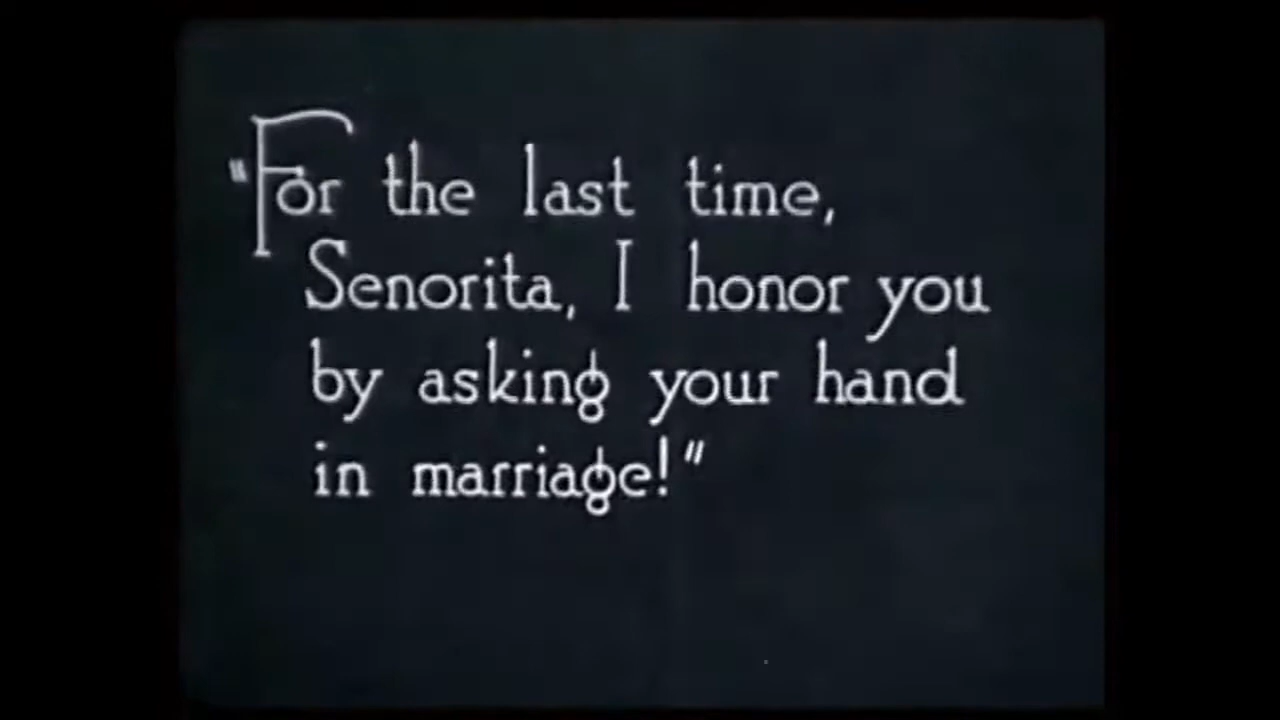 "For the last time,
Senorita, I honor you
by asking your hand
in marriage!"